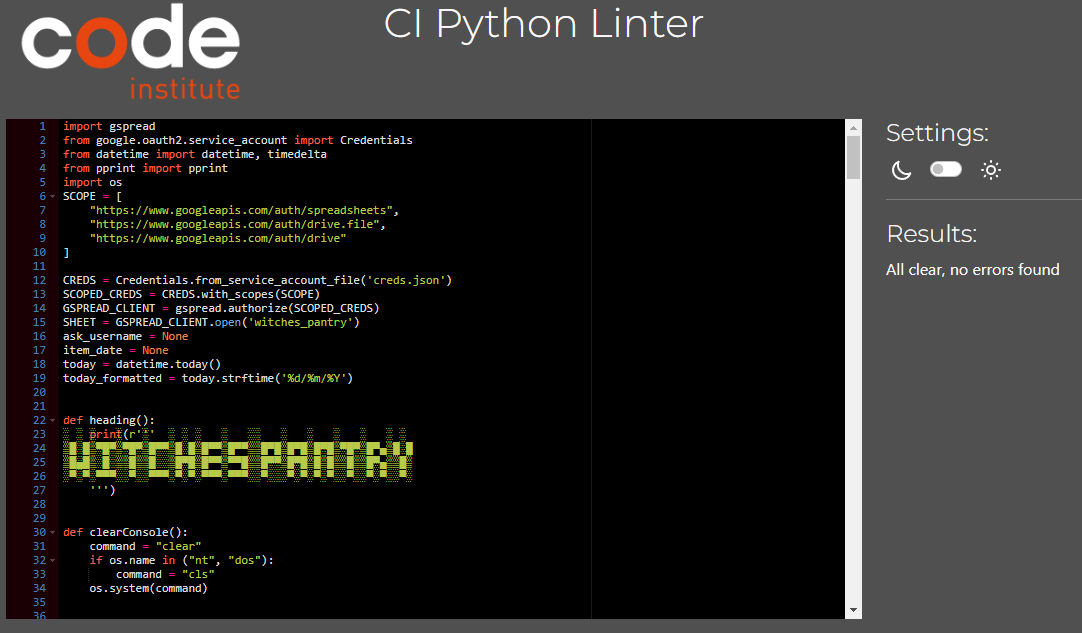 code
institute
CI Python Linter
1 import gspread
2 from google.oauth2.service_account import Credentials
3 from datetime import datetime, timedelta
4 from pprint import pprint
5 import os
6 SCOPE = [
7     "https://www.googleapis.com/auth/spreadsheets",
8     "https://www.googleapis.com/auth/drive.file",
9     "https://www.googleapis.com/auth/drive"
10 ]
11
12 CREDS = Credentials.from_service_account_file('creds.json')
13 SCOPED_CREDS = CREDS.with_scopes(SCOPE)
14 GSPREAD_CLIENT = gspread.authorize(SCOPED_CREDS)
15 SHEET = GSPREAD_CLIENT.open('witches_pantry')
16 ask_username = None
17 item_date = None
18 today = datetime.today()
19 today_formatted = today.strftime('%d/%m/%Y')
20
21
22 def heading():
23     print(r'''
24 WITCHES PANTRY
25
26
27     ''')
28
29
30 def clearConsole():
31     command = "clear"
32     if os.name in ("nt", "dos"):
33         command = "cls"
34     os.system(command)
35
36
Settings:
Results:
All clear, no errors found